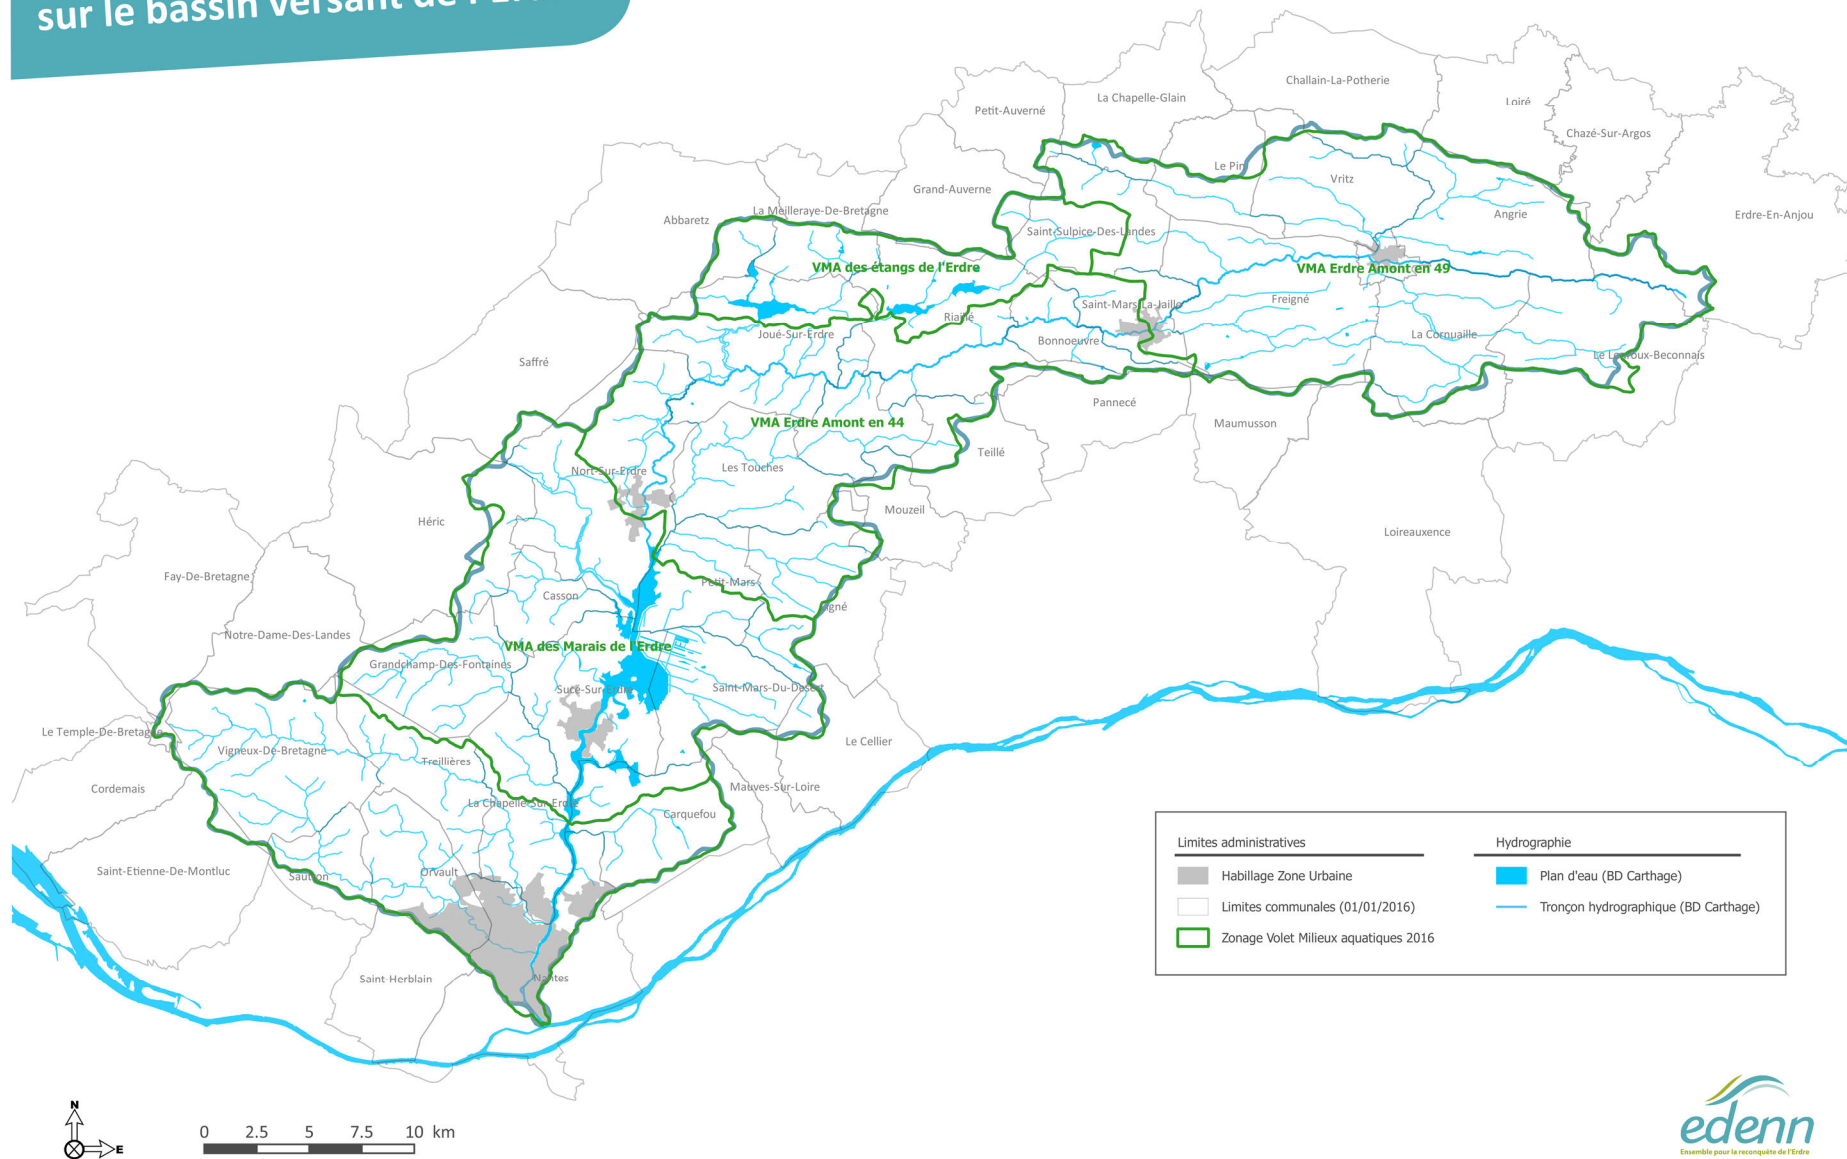 sur le bassin versant de l'Er
Challain-La-Potherie
La Chapelle-Glain
Loiré
Petit-Auverné
Chazé-Sur-Argos
Le Pin
Vritz
Grand-Auverne
La Meilleraye-De-Bretagne
Abbaretz
Angrie
Erdre-En-Anjou
Saint-Sulpice-Des-Landes
VMA des étangs de l'Erdre
VMA Erdre Amont en 49
Saint-Mars-La-Jaille
Freigné
Riaillé
Joué-Sur-Erdre
Bonnoeuvre
La Cornuaille
Le Louroux-Beconnais
Saffré
Pannecé
VMA Erdre Amont en 44
Maumusson
Teillé
Nort-Sur-Erdre
Les Touches
Mouzeil
Héric
Loireauxence
Fay-De-Bretagne
Petit-Mars
Casson
igné
Notre-Dame-Des-Landes
VMA des Marais de l'Erdre
Grandchamp-Des-Fontaines
Sucé-Sur-Erdre
Saint-Mars-Du-Desert
Le Temple-De-Bretagne
Le Cellier
Vigneux-De-Bretagne
Treillières
Cordemais
Mauves-Sur-Loire
La Chapelle-Sur-Erdre
Carquefou
Saint-Etienne-De-Montluc
Sautron
Orvault
Saint-Herblain
Nantes
Limites administratives
Habillage Zone Urbaine
Limites communales (01/01/2016)
Zonage Volet Milieux aquatiques 2016
Hydrographie
Plan d'eau (BD Carthage)
Tronçon hydrographique (BD Carthage)
N
E
0 2.5 5 7.5 10 km
edenn
Ensemble pour la reconquête de l'Erdre